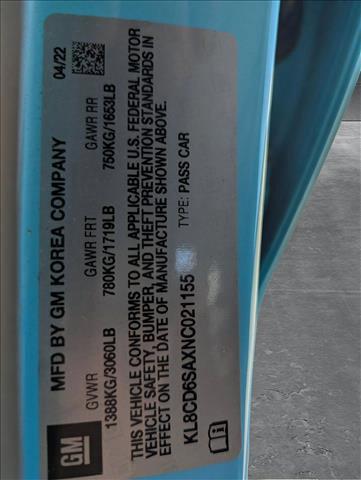 GM
MFD BY GM KOREA COMPANY 04/22
GVWR GAWR FRT GAWR RR
1388KG/3060LB 780KG/1719LB 750KG/1653LB
THIS VEHICLE CONFORMS TO ALL APPLICABLE U.S. FEDERAL MOTOR
VEHICLE SAFETY, BUMPER, AND THEFT PREVENTION STANDARDS IN
EFFECT ON THE DATE OF MANUFACTURE SHOWN ABOVE.
KL8CD6SAXNC021155 TYPE: PASS CAR